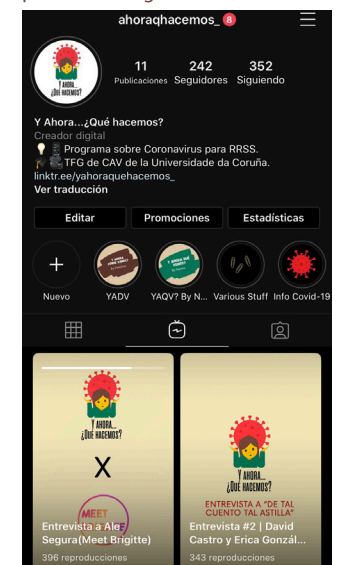 ahoraqhacemos_ 8
11 242 352
Publicaciones Seguidores Siguiendo
Y AHORA...
¿QUÉ HACEMOS?
Y Ahora...¿Qué hacemos?
Creador digital
Programa sobre Coronavirus para RRSS.
TFG de CAV de la Universidade da Coruña.
linktr.ee/yahoraquehacemos_
Ver traducción
Editar Promociones Estadísticas
Nuevo YADV YAQV? By N... Various Stuff Info Covid-19
Y AHORA...
¿QUÉ HACEMOS?
X
MEET
Entrevista a Ale
Segura(Meet Brigitte)
396 reproducciones
Y AHORA...
¿QUÉ HACEMOS?
ENTREVISTA A "DE TAL
CUENTO TAL ASTILLA"
Entrevista #2 | David
Castro y Erica Gonzál...
343 reproducciones